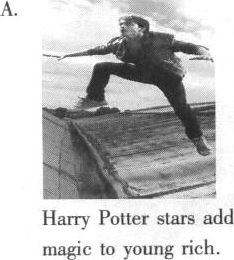 A.
Harry Potter stars add
magic to young rich.